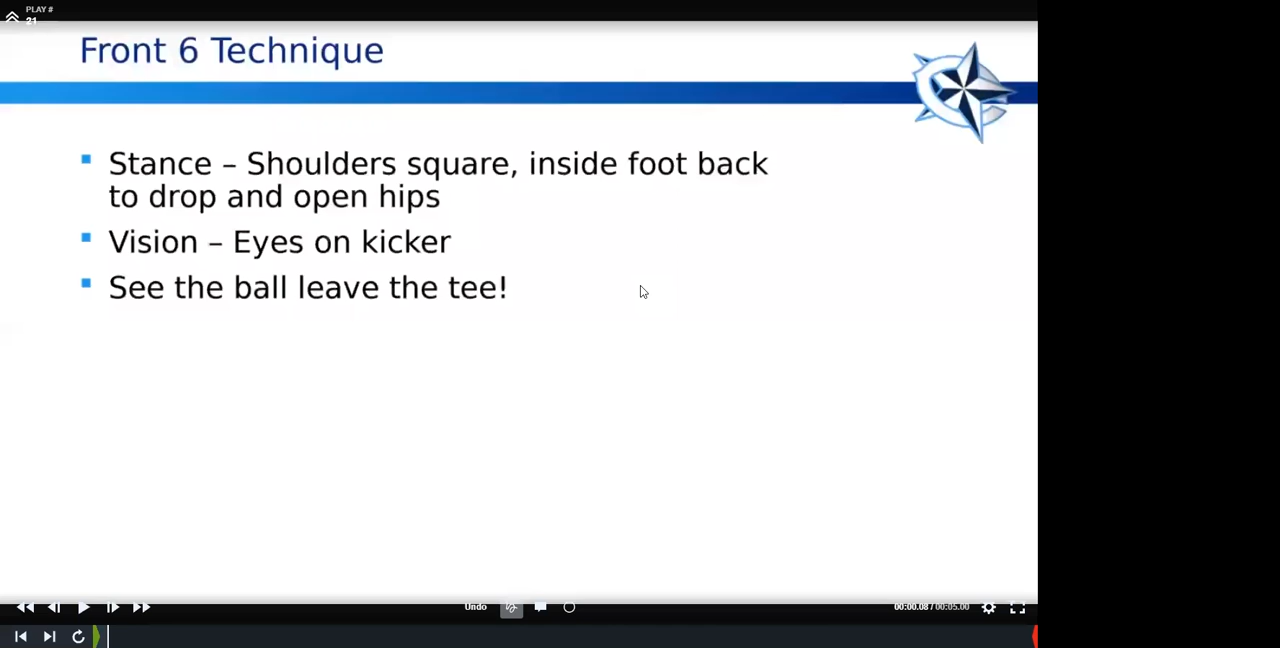 PLAY #
21
Front 6 Technique
Stance – Shoulders square, inside foot back
to drop and open hips
Vision – Eyes on kicker
See the ball leave the tee!
Undo
00:00.08 / 00:05.00